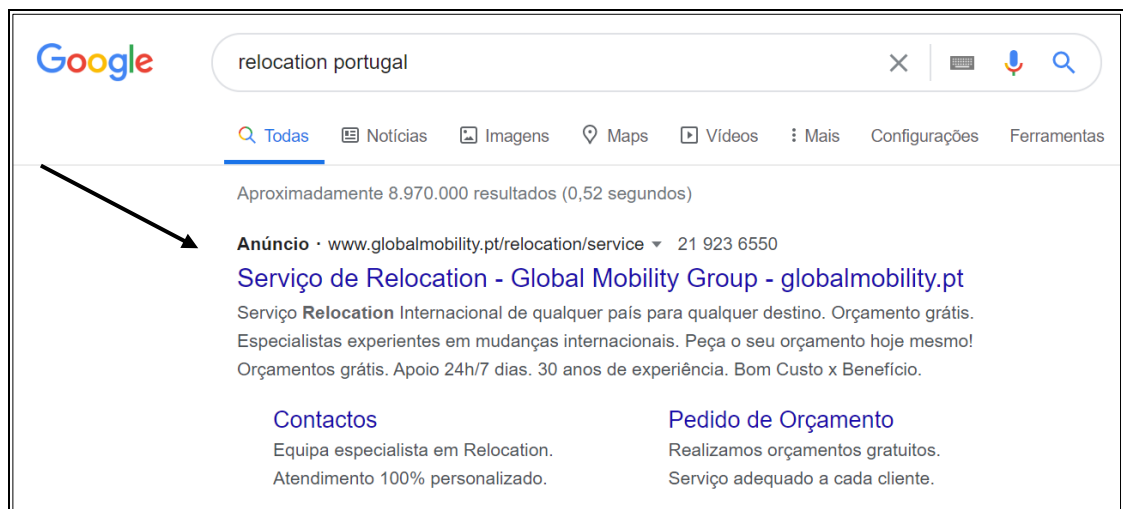 Google
relocation portugal
Todas Notícias Imagens Maps Vídeos Mais Configurações Ferramentas
Aproximadamente 8.970.000 resultados (0,52 segundos)
Anúncio · www.globalmobility.pt/relocation/service 21 923 6550
Serviço de Relocation - Global Mobility Group - globalmobility.pt
Serviço Relocation Internacional de qualquer país para qualquer destino. Orçamento grátis.
Especialistas experientes em mudanças internacionais. Peça o seu orçamento hoje mesmo!
Orçamentos grátis. Apoio 24h/7 dias. 30 anos de experiência. Bom Custo x Benefício.
Contactos
Equipa especialista em Relocation.
Atendimento 100% personalizado.
Pedido de Orçamento
Realizamos orçamentos gratuitos.
Serviço adequado a cada cliente.